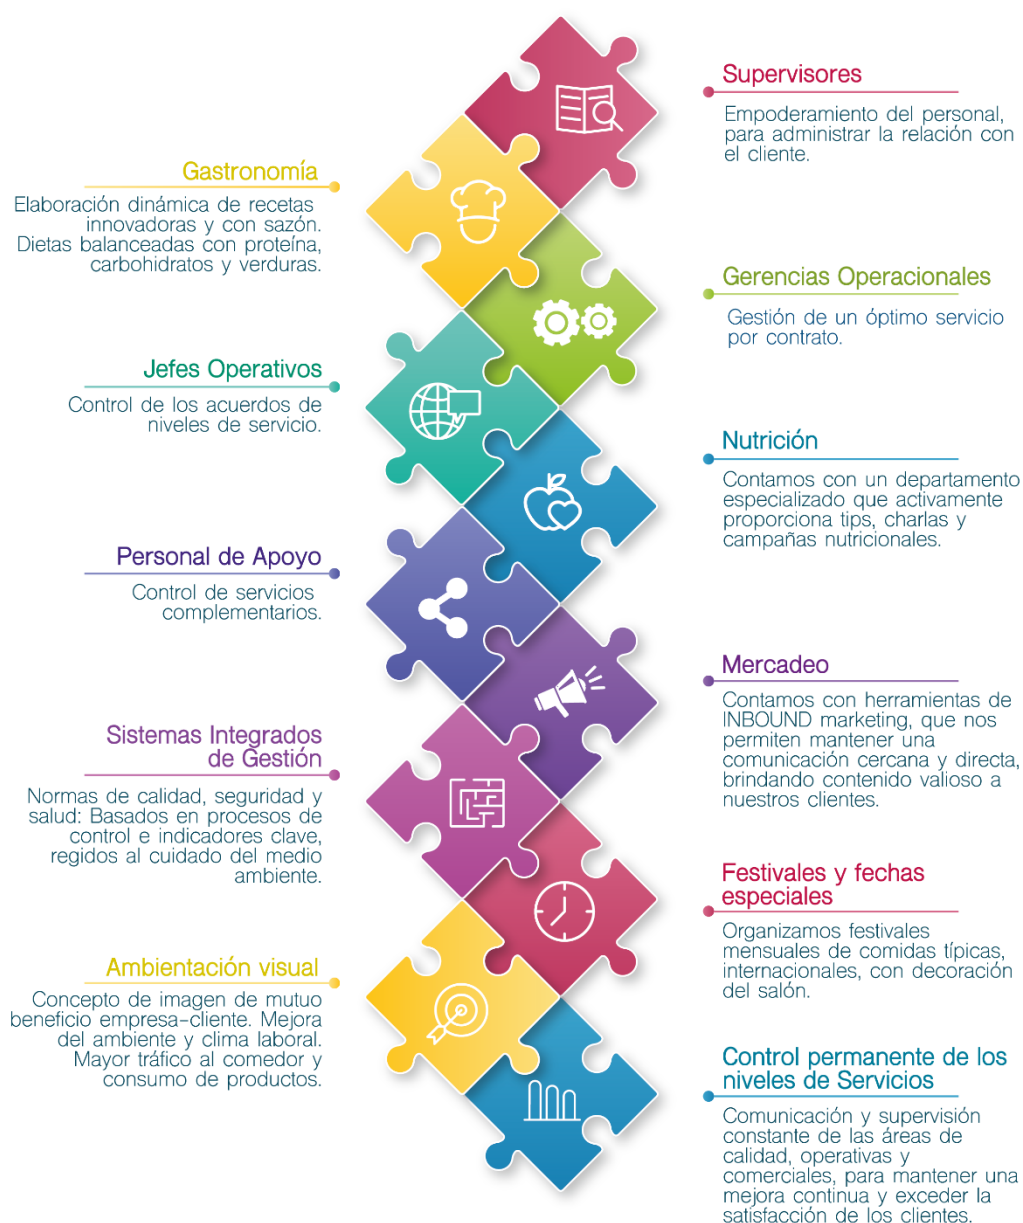 Supervisores
Empoderamiento del personal,
para administrar la relación con
el cliente.
Gastronomía
Elaboración dinámica de recetas
innovadoras y con sazón.
Dietas balanceadas con proteína,
carbohidratos y verduras.
Gerencias Operacionales
Gestión de un óptimo servicio
por contrato.
Jefes Operativos
Control de los acuerdos de
niveles de servicio.
Nutrición
Contamos con un departamento
especializado que activamente
proporciona tips, charlas y
campañas nutricionales.
Personal de Apoyo
Control de servicios
complementarios.
Mercadeo
Contamos con herramientas de
INBOUND marketing, que nos
permiten mantener una
comunicación cercana y directa,
brindando contenido valioso a
nuestros clientes.
Sistemas Integrados
de Gestión
Normas de calidad, seguridad y
salud: Basados en procesos de
control e indicadores clave,
regidos al cuidado del medio
ambiente.
Festivales y fechas
especiales
Organizamos festivales
mensuales de comidas típicas,
internacionales, con decoración
del salón.
Ambientación visual
Concepto de imagen de mutuo
beneficio empresa-cliente. Mejora
del ambiente y clima laboral.
Mayor tráfico al comedor y
consumo de productos.
Control permanente de los
niveles de Servicios
Comunicación y supervisión
constante de las áreas de
calidad, operativas y
comerciales, para mantener una
mejora continua y exceder la
satisfacción de los clientes.